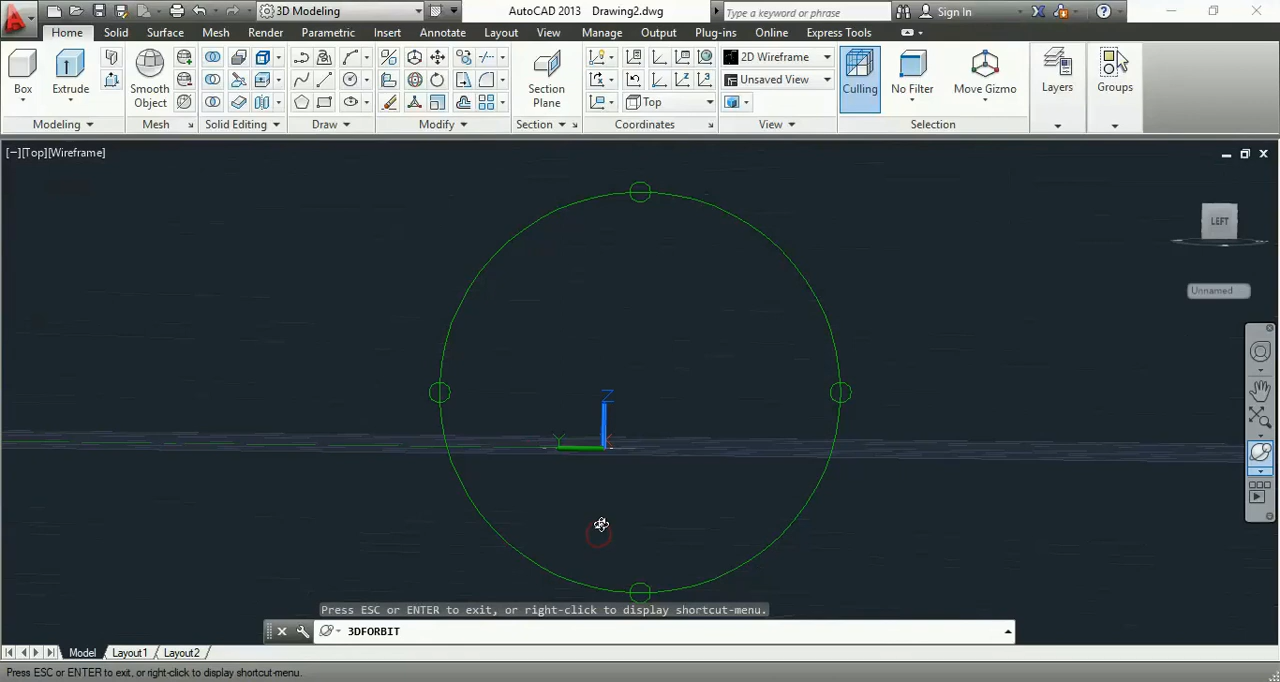 3D Modeling
AutoCAD 2013 Drawing2.dwg
Type a keyword or phrase
Sign In
Home Solid Surface Mesh Render Parametric Insert Annotate Layout View Manage Output Plug-ins Online Express Tools
Box
Extrude
Smooth Object
Section Plane
2D Wireframe
Unsaved View
Top
Culling
No Filter
Move Gizmo
Layers
Groups
Modeling
Mesh
Solid Editing
Draw
Modify
Section
Coordinates
View
Selection
[−][Top][Wireframe]
LEFT
Unnamed
Z
Y
X
Press ESC or ENTER to exit, or right-click to display shortcut-menu.
3DFORBIT
Model Layout1 Layout2
Press ESC or ENTER to exit, or right-click to display shortcut-menu.